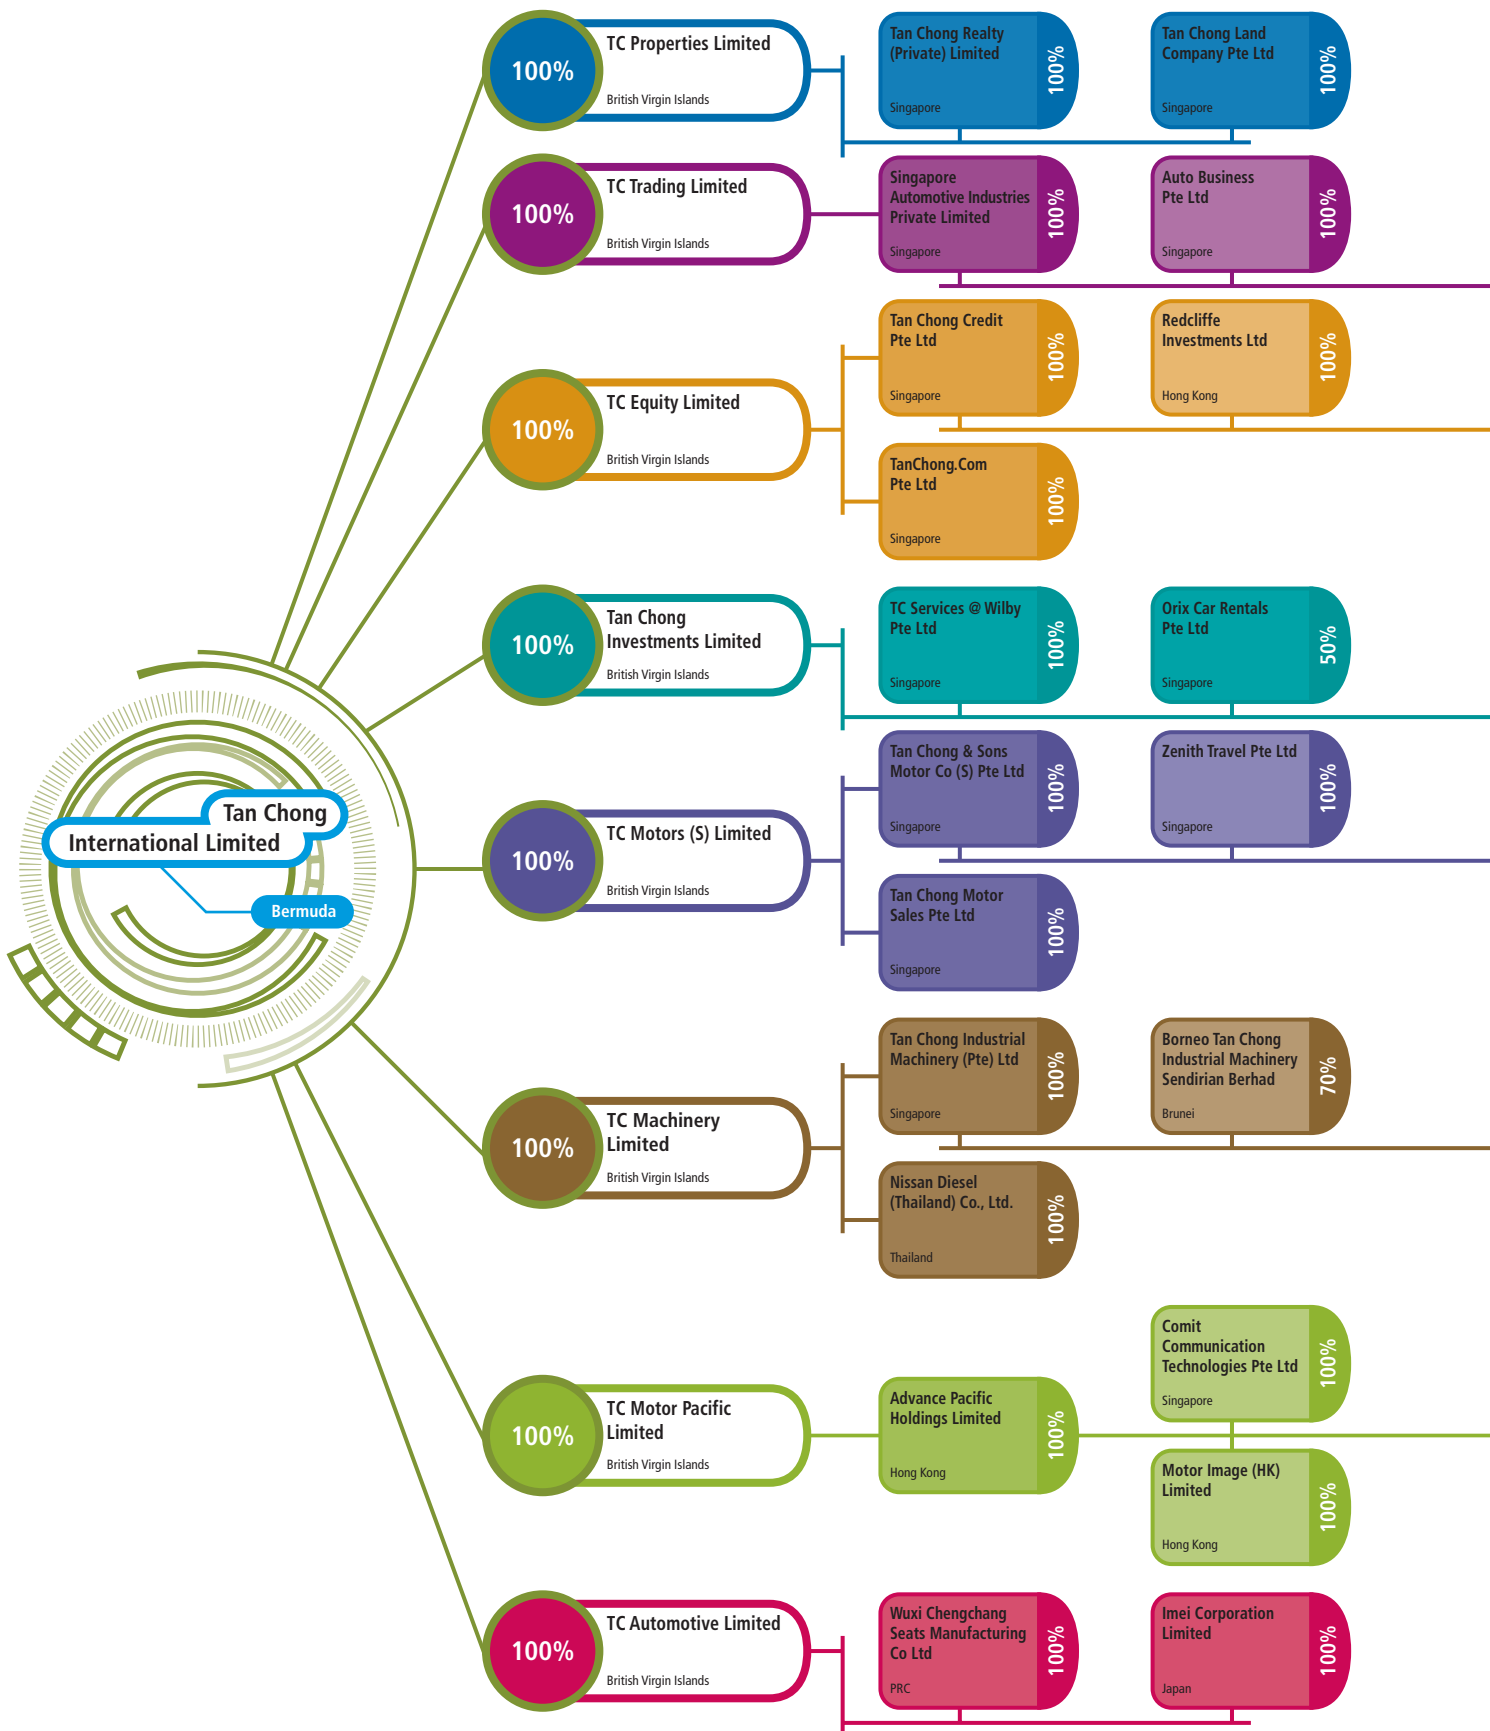 Tan Chong
International Limited
Bermuda
100%
TC Properties Limited
British Virgin Islands
Tan Chong Realty
(Private) Limited
Singapore
100%
Tan Chong Land
Company Pte Ltd
Singapore
100%
100%
TC Trading Limited
British Virgin Islands
Singapore
Automotive Industries
Private Limited
Singapore
100%
Auto Business
Pte Ltd
Singapore
100%
100%
TC Equity Limited
British Virgin Islands
Tan Chong Credit
Pte Ltd
Singapore
100%
Redcliffe
Investments Ltd
Hong Kong
100%
TanChong.Com
Pte Ltd
Singapore
100%
100%
Tan Chong
Investments Limited
British Virgin Islands
TC Services @ Wilby
Pte Ltd
Singapore
100%
Orix Car Rentals
Pte Ltd
Singapore
50%
100%
TC Motors (S) Limited
British Virgin Islands
Tan Chong & Sons
Motor Co (S) Pte Ltd
Singapore
100%
Zenith Travel Pte Ltd
Singapore
100%
Tan Chong Motor
Sales Pte Ltd
Singapore
100%
100%
TC Machinery
Limited
British Virgin Islands
Tan Chong Industrial
Machinery (Pte) Ltd
Singapore
100%
Borneo Tan Chong
Industrial Machinery
Sendirian Berhad
Brunei
70%
Nissan Diesel
(Thailand) Co., Ltd.
Thailand
100%
100%
TC Motor Pacific
Limited
British Virgin Islands
Advance Pacific
Holdings Limited
Hong Kong
100%
Comit
Communication
Technologies Pte Ltd
Singapore
100%
Motor Image (HK)
Limited
Hong Kong
100%
100%
TC Automotive Limited
British Virgin Islands
Wuxi Chengchang
Seats Manufacturing
Co Ltd
PRC
100%
Imei Corporation
Limited
Japan
100%